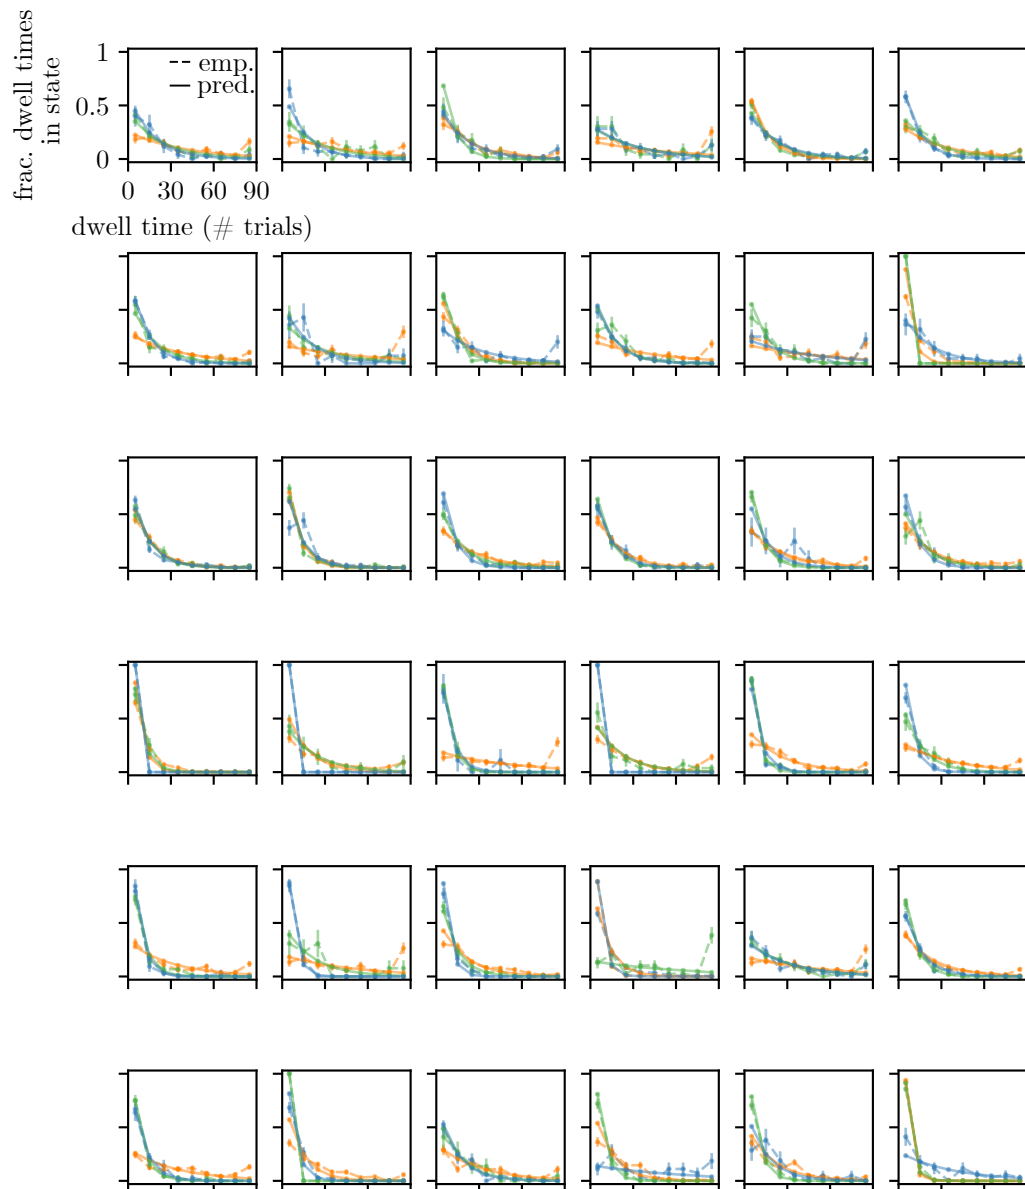 frac. dwell times
in state
1
0.5
0
-- emp.
— pred.
0 30 60 90
dwell time (# trials)